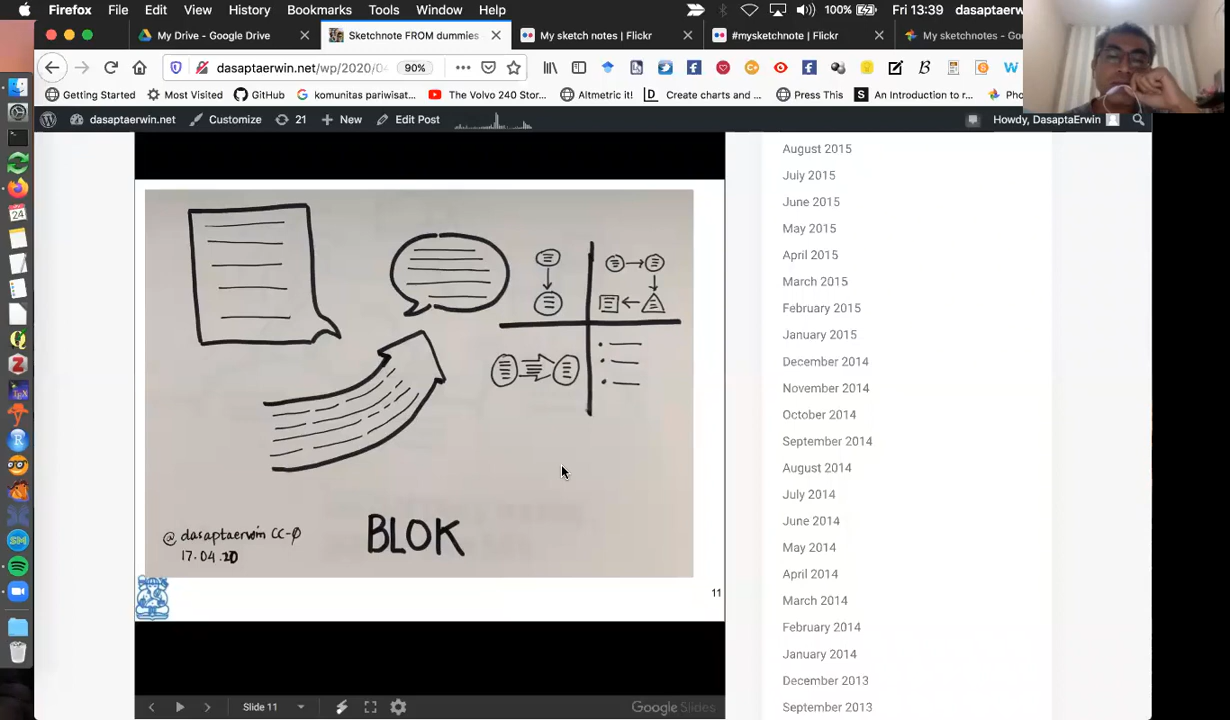 Firefox File Edit View History Bookmarks Tools Window Help 100% Fri 13:39 dasaptaerwin.n
My Drive - Google Drive Sketchnote FROM dummies My sketch notes | Flickr #mysketchnote | Flickr My sketchnotes - Go
dasaptaerwin.net/wp/2020/04 90%
Getting Started Most Visited GitHub komunitas pariwisat... The Volvo 240 Stor... Altmetric it! Create charts and ... Press This An Introduction to r... Pho
dasaptaerwin.net Customize 21 New Edit Post Howdy, DasaptaErwin
@dasaptaerwin CC-0
17.04.20
BLOK
11
Slide 11 Google Slides
August 2015
July 2015
June 2015
May 2015
April 2015
March 2015
February 2015
January 2015
December 2014
November 2014
October 2014
September 2014
August 2014
July 2014
June 2014
May 2014
April 2014
March 2014
February 2014
January 2014
December 2013
September 2013